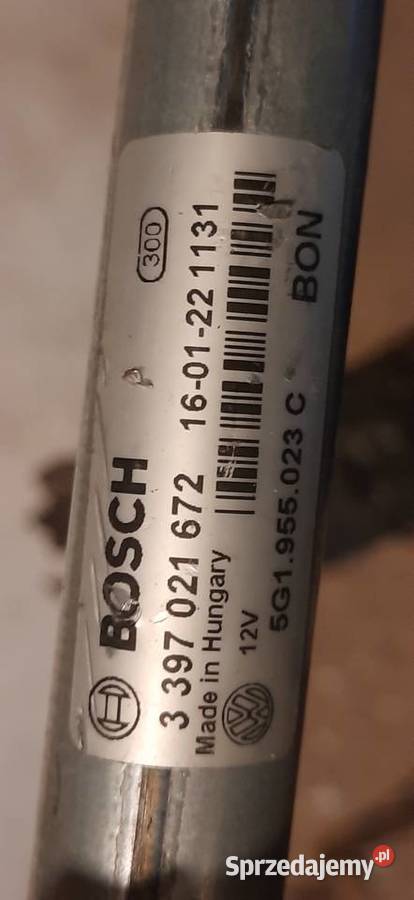 300
BOSCH
3 397 021 672 16-01-22 1131
Made in Hungary
12V
BON
5G1.955.023 C
Sprzedajemy.pl